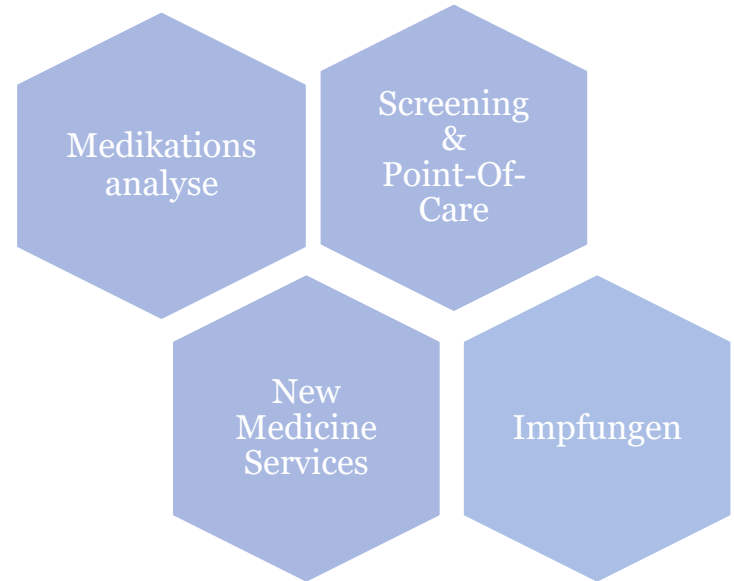 Medikations
analyse
Screening
&
Point-Of-
Care
New
Medicine
Services
Impfungen